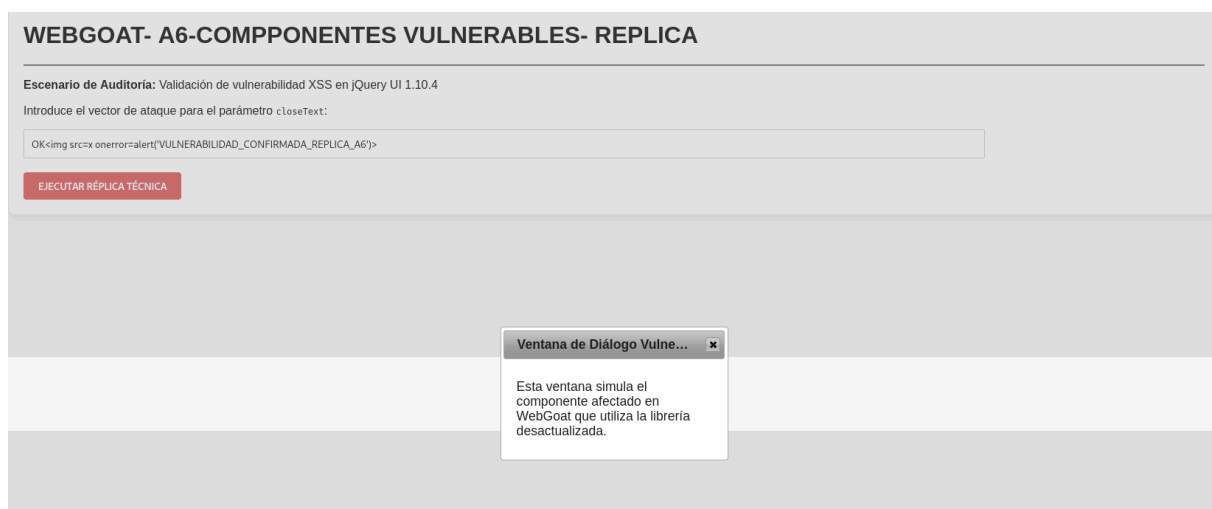 WEBGOAT- A6-COMPPONENTES VULNERABLES- REPLICA
Escenario de Auditoría: Validación de vulnerabilidad XSS en jQuery UI 1.10.4
Introduce el vector de ataque para el parámetro closeText:
OK<img src=x onerror=alert('VULNERABILIDAD_CONFIRMADA_REPLICA_A6')>
EJECUTAR RÉPLICA TÉCNICA
Ventana de Diálogo Vulne...
Esta ventana simula el
componente afectado en
WebGoat que utiliza la librería
desactualizada.